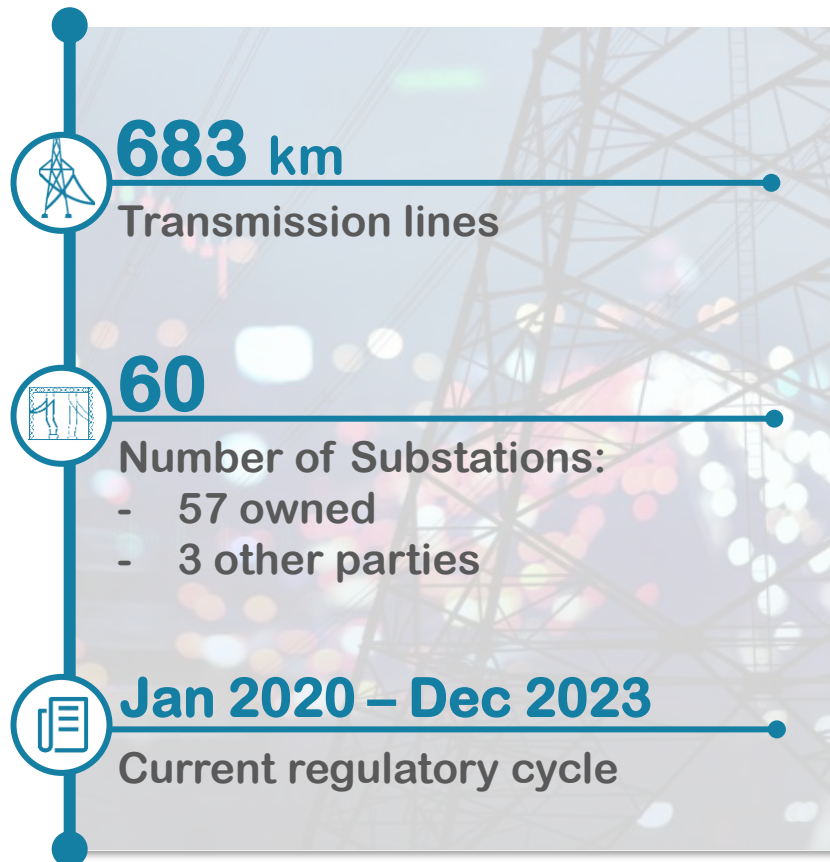 683 km
Transmission lines
60
Number of Substations:
- 57 owned
- 3 other parties
Jan 2020 – Dec 2023
Current regulatory cycle